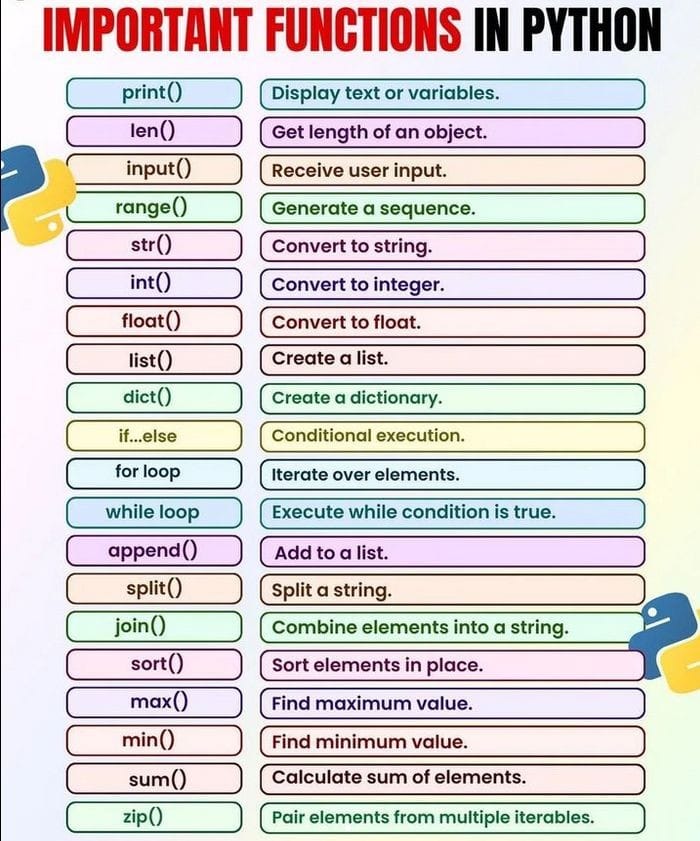 IMPORTANT FUNCTIONS IN PYTHON
print() Display text or variables.
len() Get length of an object.
input() Receive user input.
range() Generate a sequence.
str() Convert to string.
int() Convert to integer.
float() Convert to float.
list() Create a list.
dict() Create a dictionary.
if...else Conditional execution.
for loop Iterate over elements.
while loop Execute while condition is true.
append() Add to a list.
split() Split a string.
join() Combine elements into a string.
sort() Sort elements in place.
max() Find maximum value.
min() Find minimum value.
sum() Calculate sum of elements.
zip() Pair elements from multiple iterables.